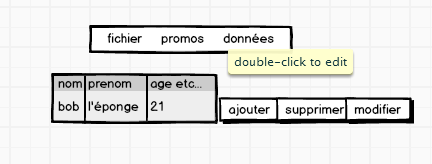 fichier promos données
double-click to edit
nom prenom age etc...
bob l'éponge 21
ajouter supprimer modifier